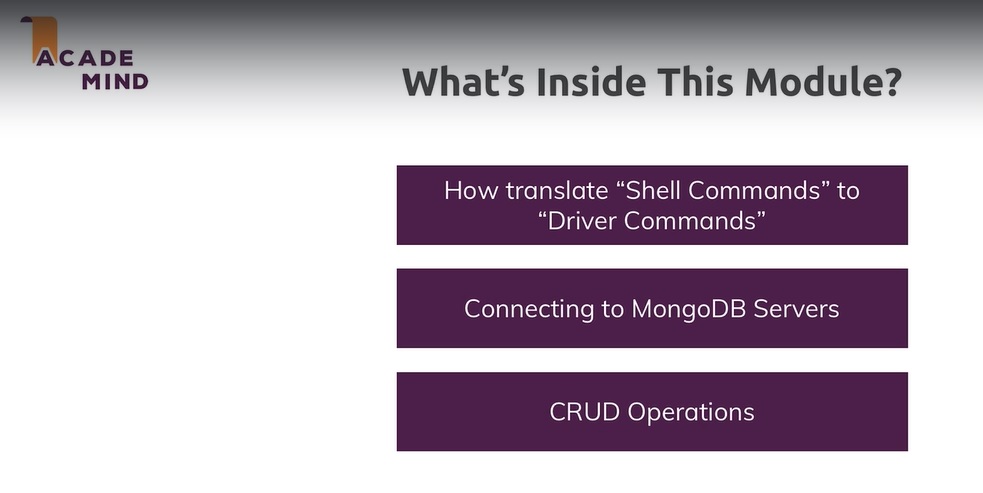 ACADE
MIND
What’s Inside This Module?
How translate “Shell Commands” to
“Driver Commands”
Connecting to MongoDB Servers
CRUD Operations